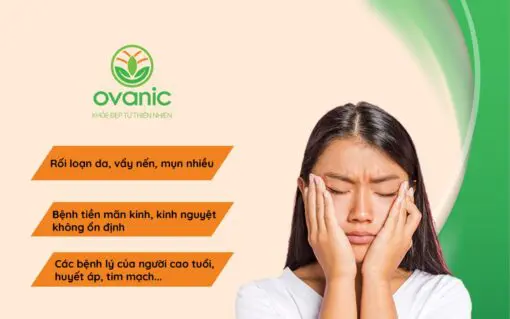 ovanic
KHỎE ĐẸP TỪ THIÊN NHIÊN
Rối loạn da, vẩy nến, mụn nhiều
Bệnh tiền mãn kinh, kinh nguyệt
không ổn định
Các bệnh lý của người cao tuổi,
huyết áp, tim mạch...